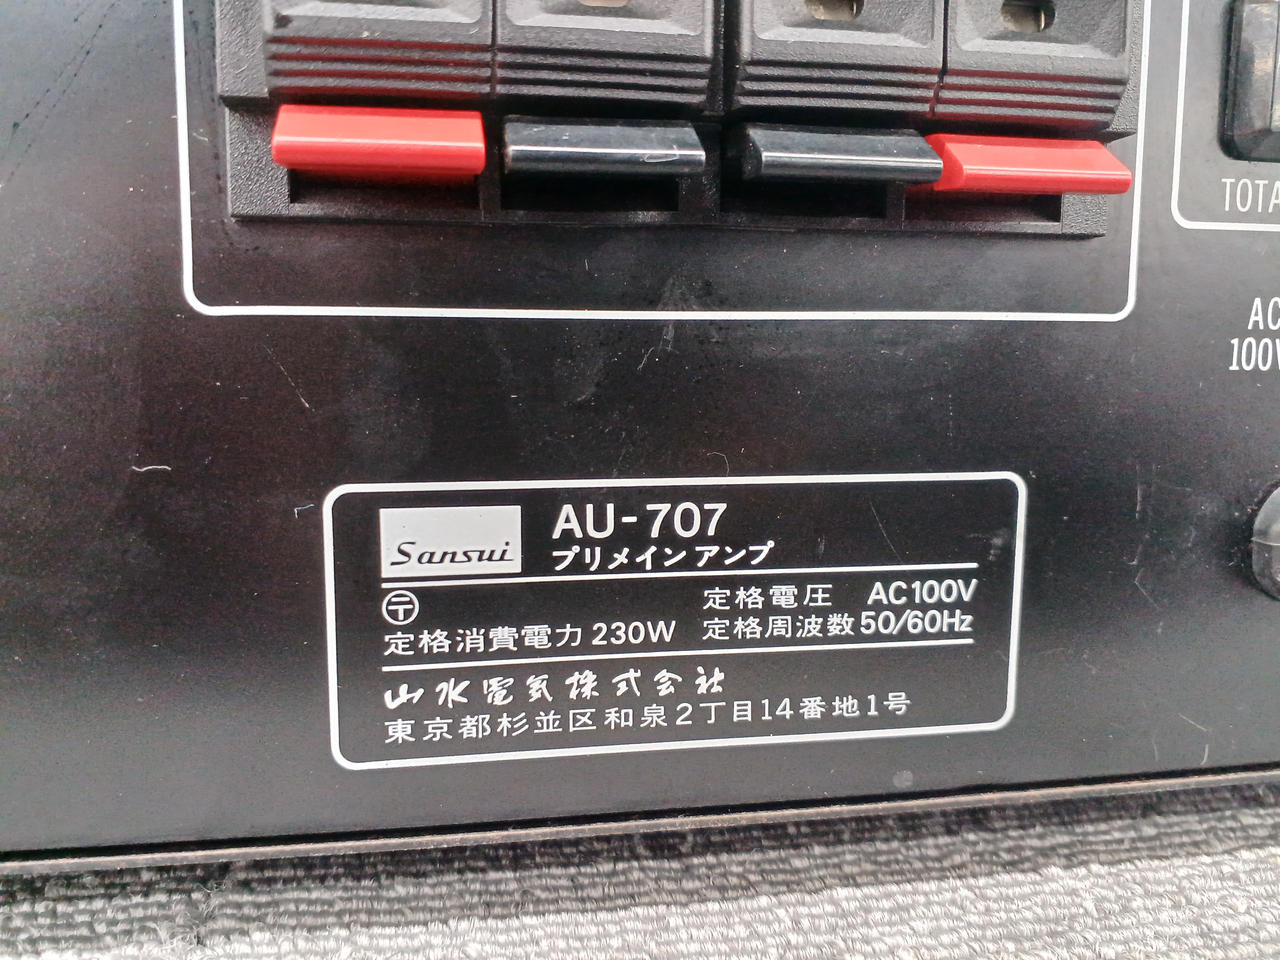 TOTA
AC
100V
Sansui
AU-707
プリメインアンプ
〒
定格電圧 AC100V
定格消費電力 230W 定格周波数 50/60Hz
山水電気株式会社
東京都杉並区和泉2丁目14番地1号